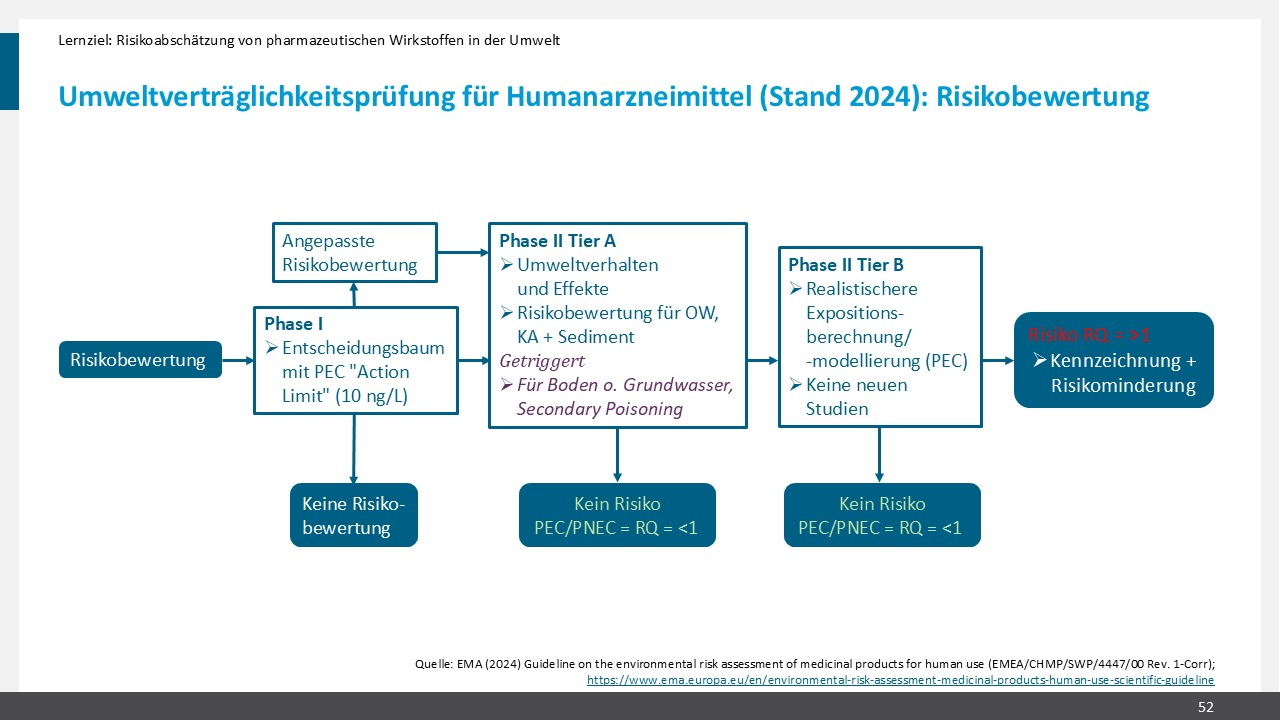 Lernziel: Risikoabschätzung von pharmazeutischen Wirkstoffen in der Umwelt
Umweltverträglichkeitsprüfung für Humanarzneimittel (Stand 2024): Risikobewertung
Risikobewertung
Angepasste
Risikobewertung
Phase I
➢ Entscheidungsbaum
mit PEC "Action
Limit" (10 ng/L)
Keine Risiko-
bewertung
Phase II Tier A
➢ Umweltverhalten
und Effekte
➢ Risikobewertung für OW,
KA + Sediment
Getriggert
➢ Für Boden o. Grundwasser,
Secondary Poisoning
Kein Risiko
PEC/PNEC = RQ = <1
Phase II Tier B
➢ Realistischere
Expositions-
berechnung/
-modellierung (PEC)
➢ Keine neuen
Studien
Kein Risiko
PEC/PNEC = RQ = <1
Risiko RQ = >1
➢ Kennzeichnung +
Risikominderung
Quelle: EMA (2024) Guideline on the environmental risk assessment of medicinal products for human use (EMEA/CHMP/SWP/4447/00 Rev. 1-Corr);
https://www.ema.europa.eu/en/environmental-risk-assessment-medicinal-products-human-use-scientific-guideline
52